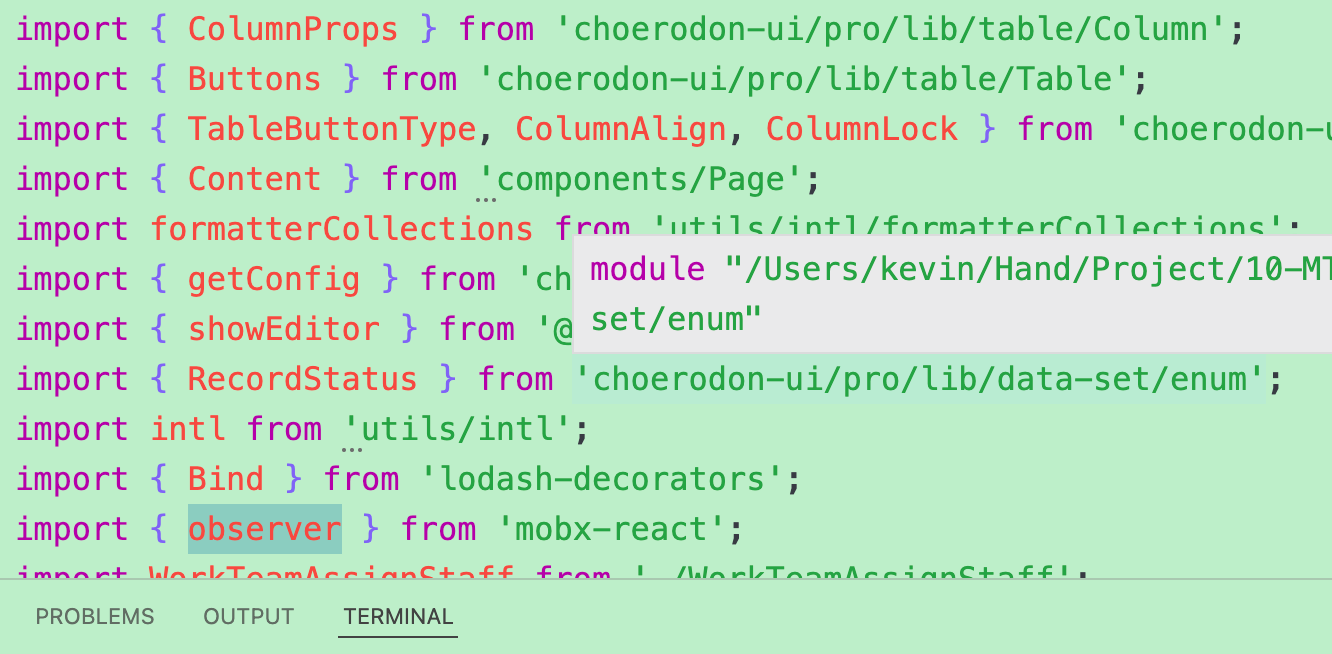 import { ColumnProps } from 'choerodon-ui/pro/lib/table/Column';
import { Buttons } from 'choerodon-ui/pro/lib/table/Table';
import { TableButtonType, ColumnAlign, ColumnLock } from 'choerodon-u
import { Content } from 'components/Page';
import formatterCollections from 'utils/intl/formatterCollections';
import { getConfig } from 'ch
module "/Users/kevin/Hand/Project/10-MT
import { showEditor } from '@
set/enum"
import { RecordStatus } from 'choerodon-ui/pro/lib/data-set/enum';
import intl from 'utils/intl';
import { Bind } from 'lodash-decorators';
import { observer } from 'mobx-react';
import WorkTeamAssignStaff from './WorkTeamAssignStaff';
PROBLEMS OUTPUT TERMINAL